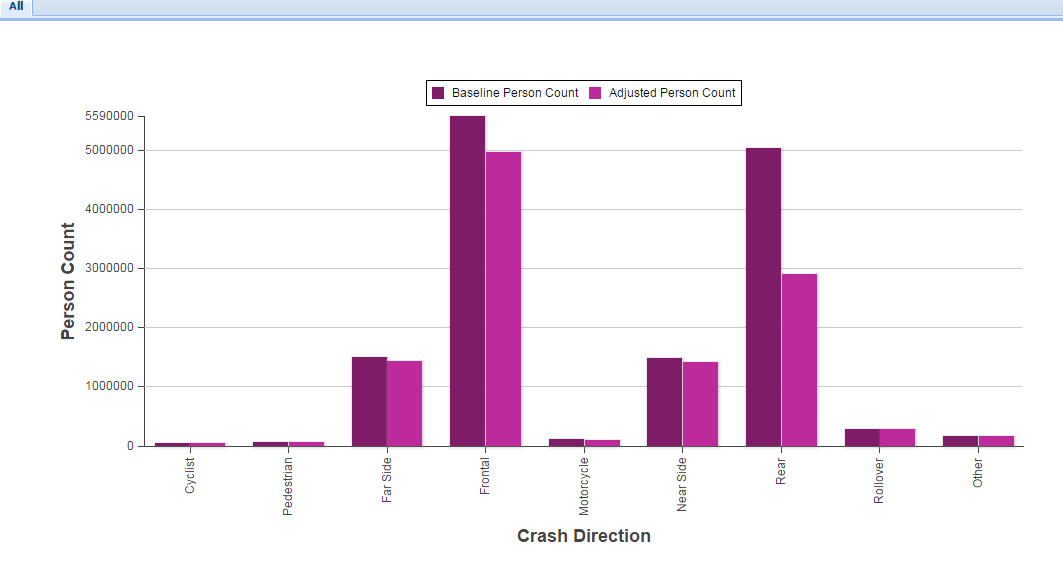 All
Baseline Person Count Adjusted Person Count
5590000
5000000
4000000
3000000
2000000
1000000
0
Person Count
Cyclist
Pedestrian
Far Side
Frontal
Motorcycle
Near Side
Rear
Rollover
Other
Crash Direction